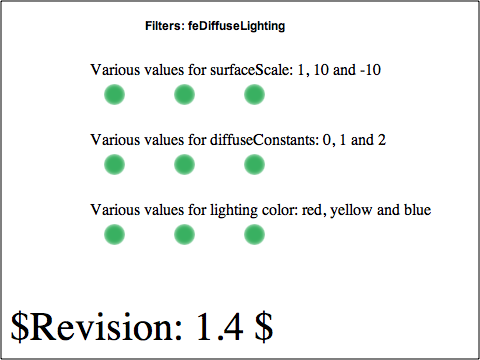 Filters: feDiffuseLighting
Various values for surfaceScale: 1, 10 and -10
Various values for diffuseConstants: 0, 1 and 2
Various values for lighting color: red, yellow and blue
$Revision: 1.4 $